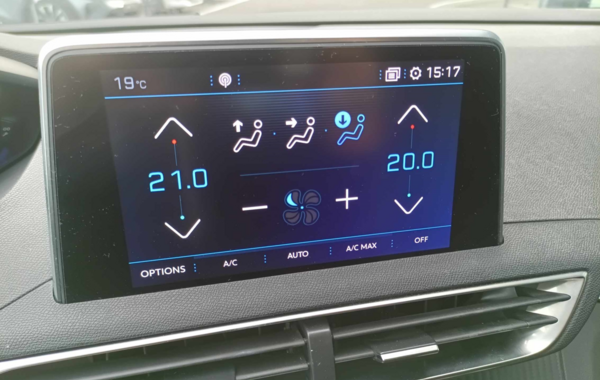 19°C 15:17
21.0 20.0
OPTIONS A/C AUTO A/C MAX OFF